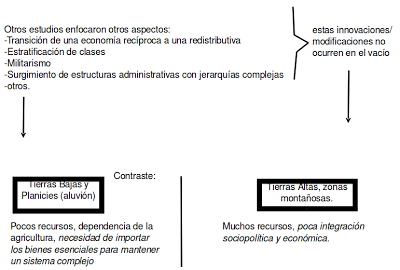 Otros estudios enfocaron otros aspectos:
-Transición de una economía recíproca a una redistributiva
-Estratificación de clases
-Militarismo
-Surgimiento de estructuras administrativas con jerarquías complejas
-otros.
estas innovaciones/
modificaciones no
ocurren en el vacío
Contraste:
Tierras Bajas y
Planicies (aluvión)
Pocos recursos, dependencia de la
agricultura, necesidad de importar
los bienes esenciales para mantener
un sistema complejo
Tierras Altas, zonas
montañosas.
Muchos recursos, poca integración
sociopolítica y económica.